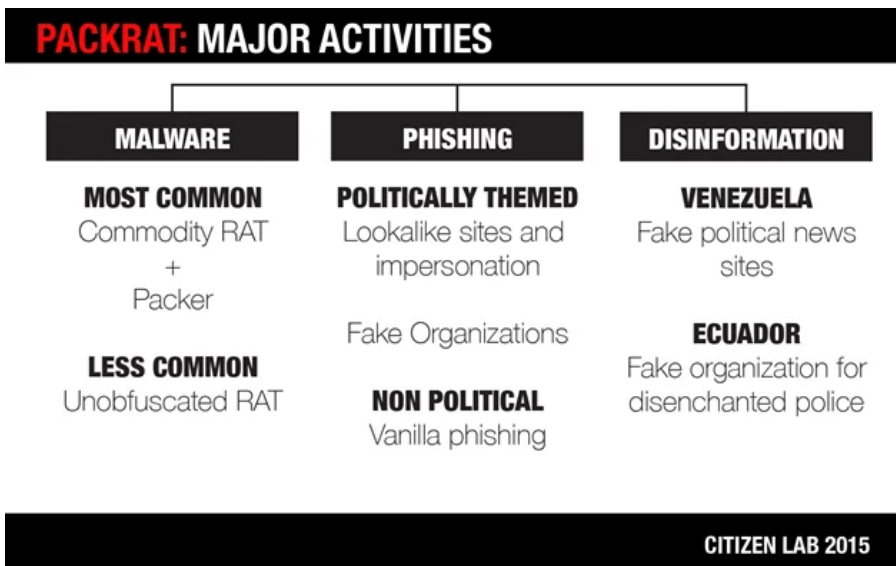 PACKRAT: MAJOR ACTIVITIES
MALWARE
MOST COMMON
Commodity RAT
+
Packer
LESS COMMON
Unobfuscated RAT
PHISHING
POLITICALLY THEMED
Lookalike sites and
impersonation
Fake Organizations
NON POLITICAL
Vanilla phishing
DISINFORMATION
VENEZUELA
Fake political news
sites
ECUADOR
Fake organization for
disenchanted police
CITIZEN LAB 2015